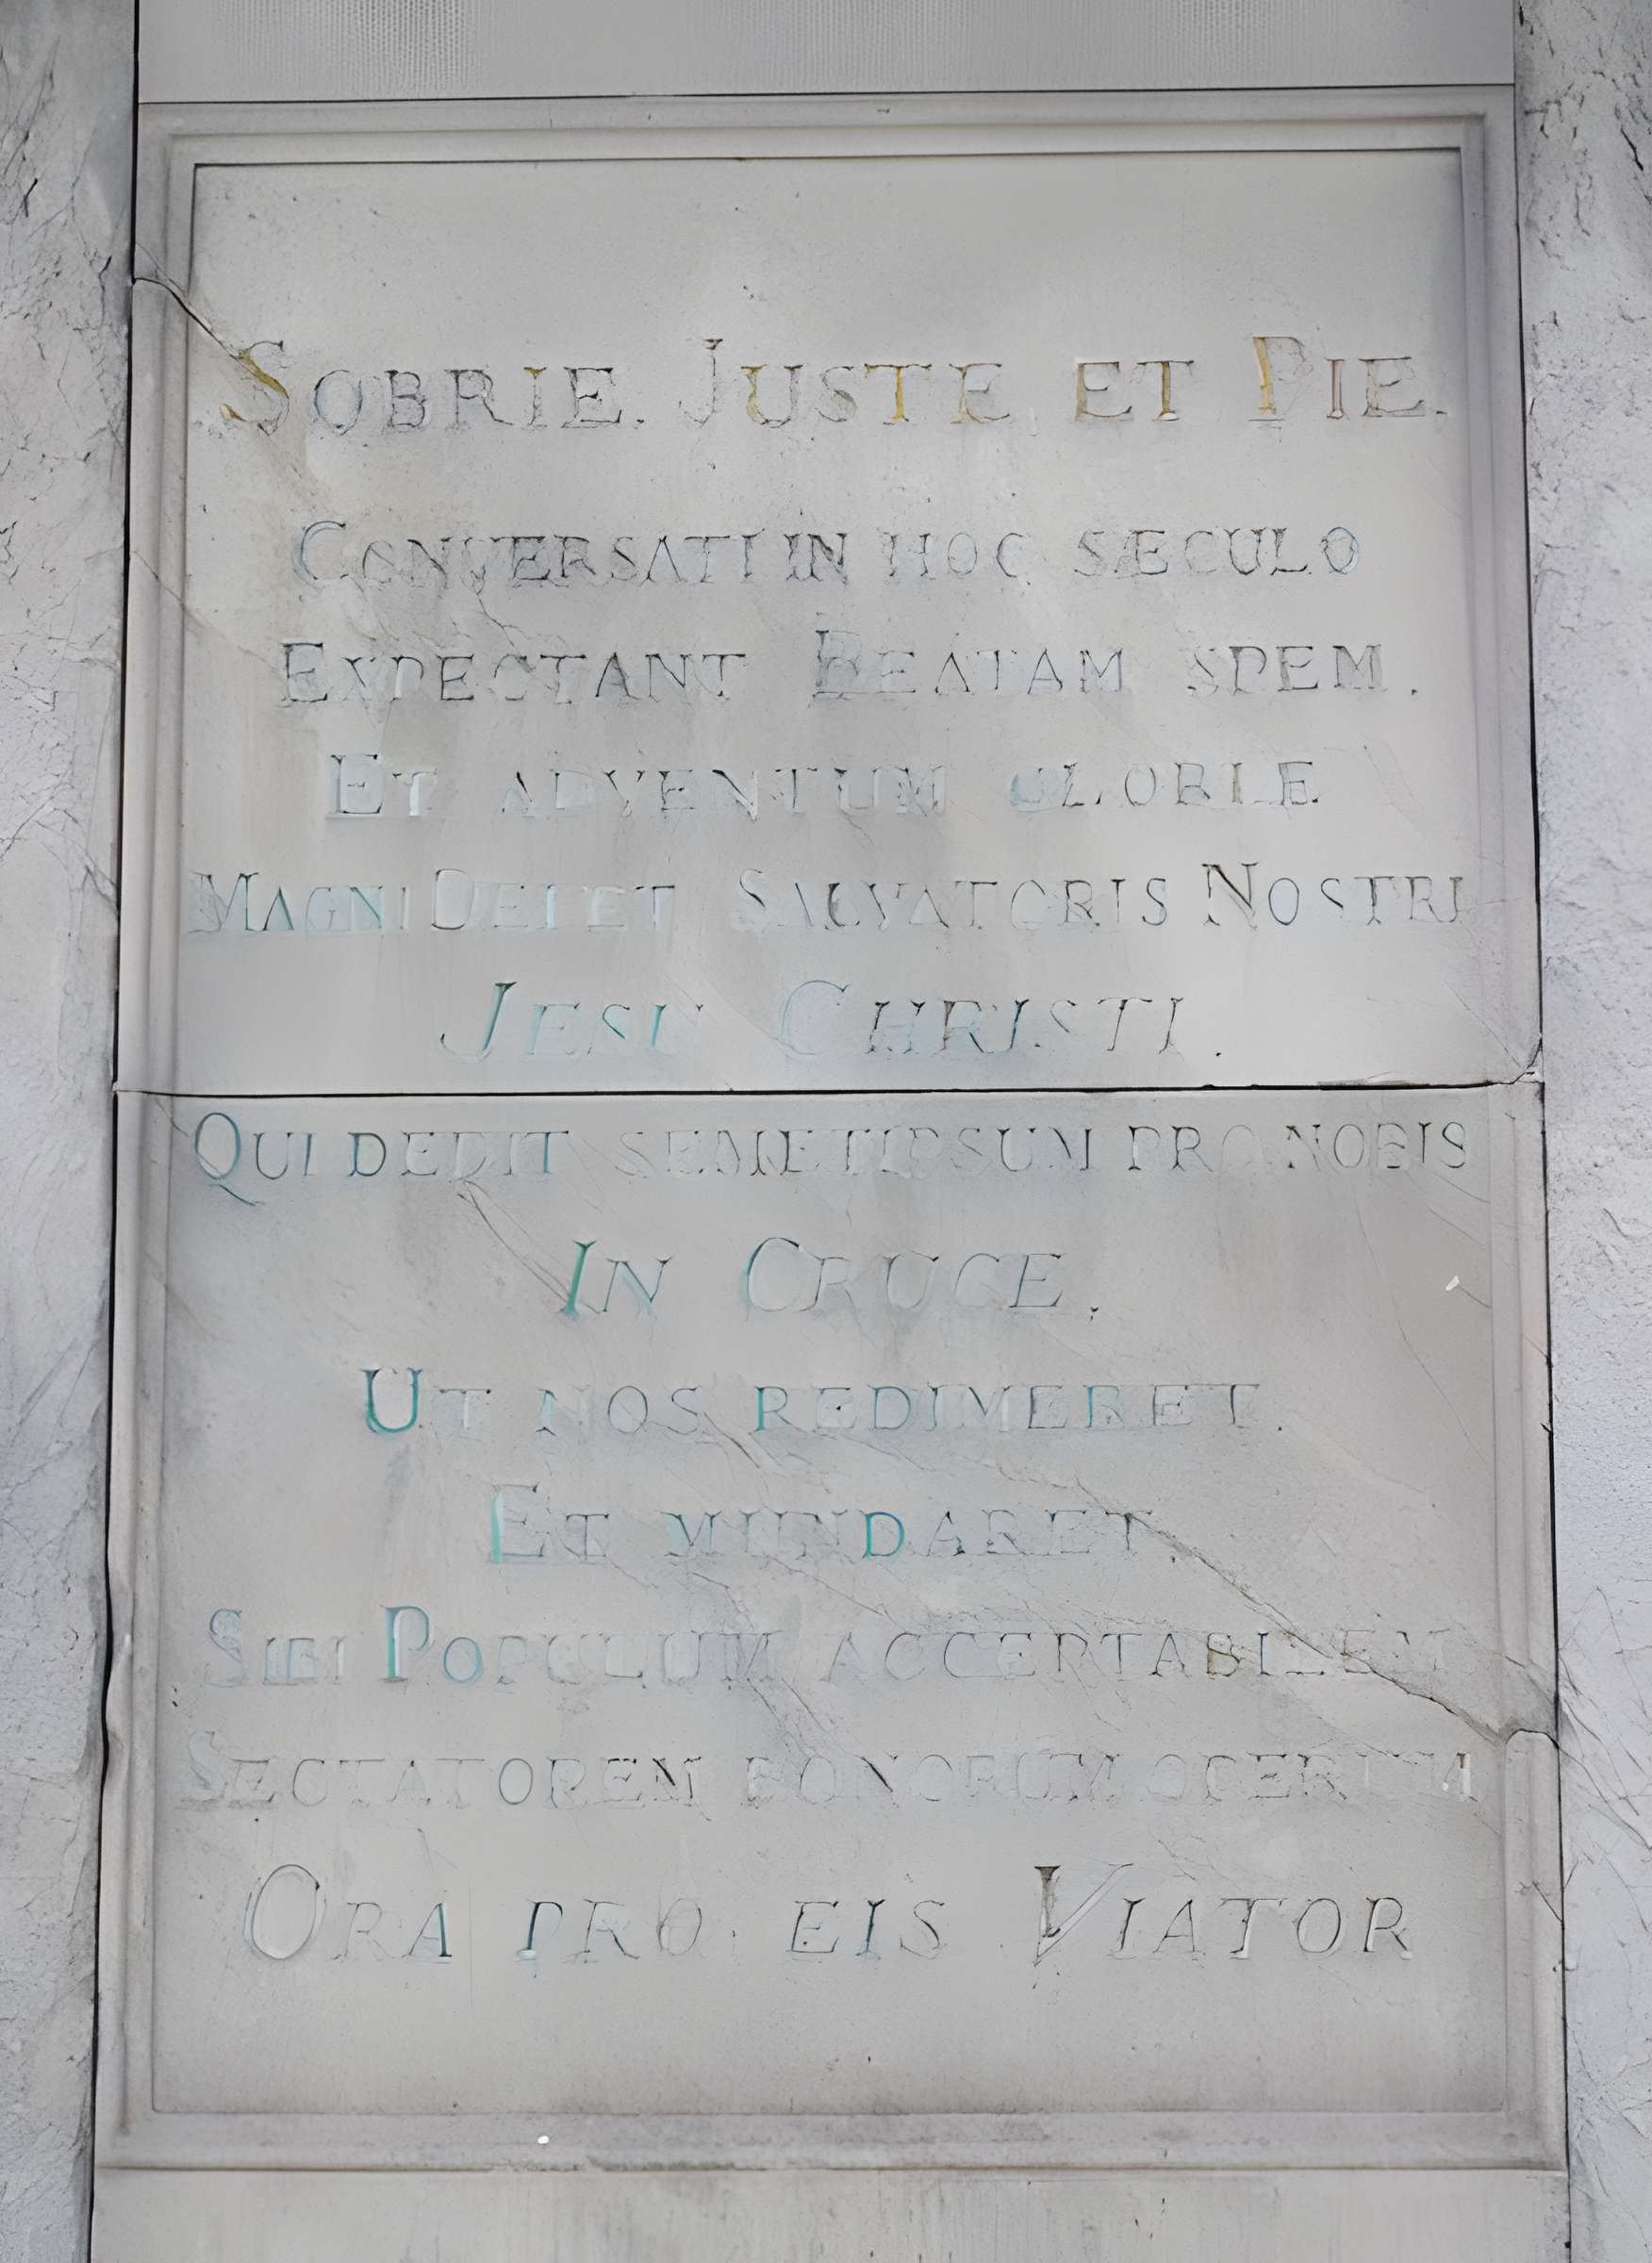 SOBRIE. JUSTE ET PIE.
CONVERSATI IN HOC SÆCULO
EXPECTANT BEATAM SPEM.
ET ADVENTUM GLORIÆ
MAGNI DEI ET SALVATORIS NOSTRI
JESU CHRISTI.
QUI DEDIT SEMETIPSUM PRO NOBIS
IN CRUCE.
UT NOS REDIMERET.
ET MUNDARET.
SIBI POPULUM ACCEPTABILEM
SECTATOREM BONORUM OPERUM
ORA PRO EIS VIATOR